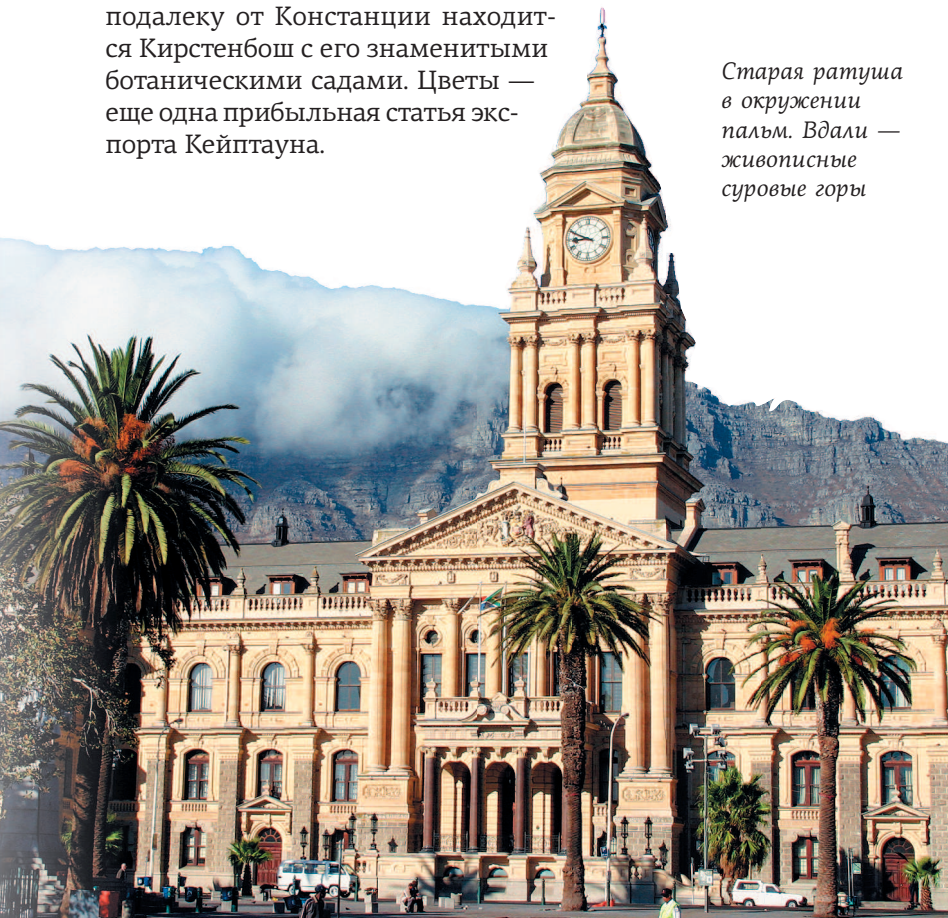 подалеку от Констанции находит-
ся Кирстенбош с его знаменитыми
ботаническими садами. Цветы —
еще одна прибыльная статья экс-
порта Кейптауна.
Старая ратуша
в окружении
пальм. Вдали —
живописные
суровые горы